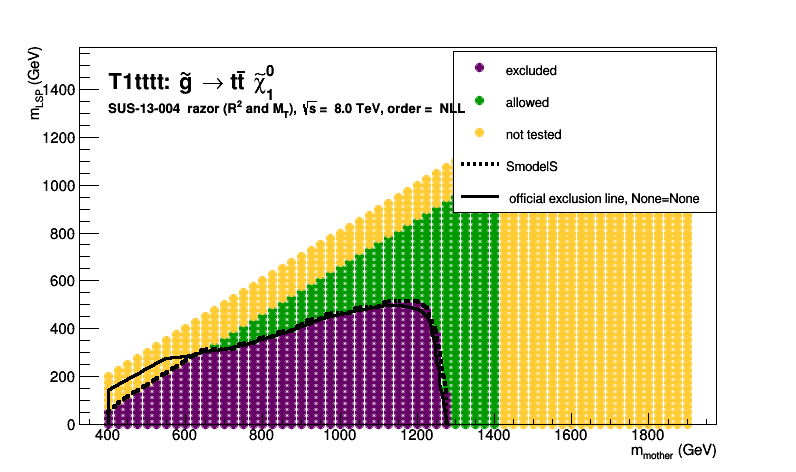 m_LSP (GeV)
T1tttt: g̃ → tt̄ χ̃⁰₁
SUS-13-004 razor (R² and M_T), √s = 8.0 TeV, order = NLL
excluded
allowed
not tested
SmodelS
official exclusion line, None=None
1400
1200
1000
800
600
400
200
0
400 600 800 1000 1200 1400 1600 1800
m_mother (GeV)